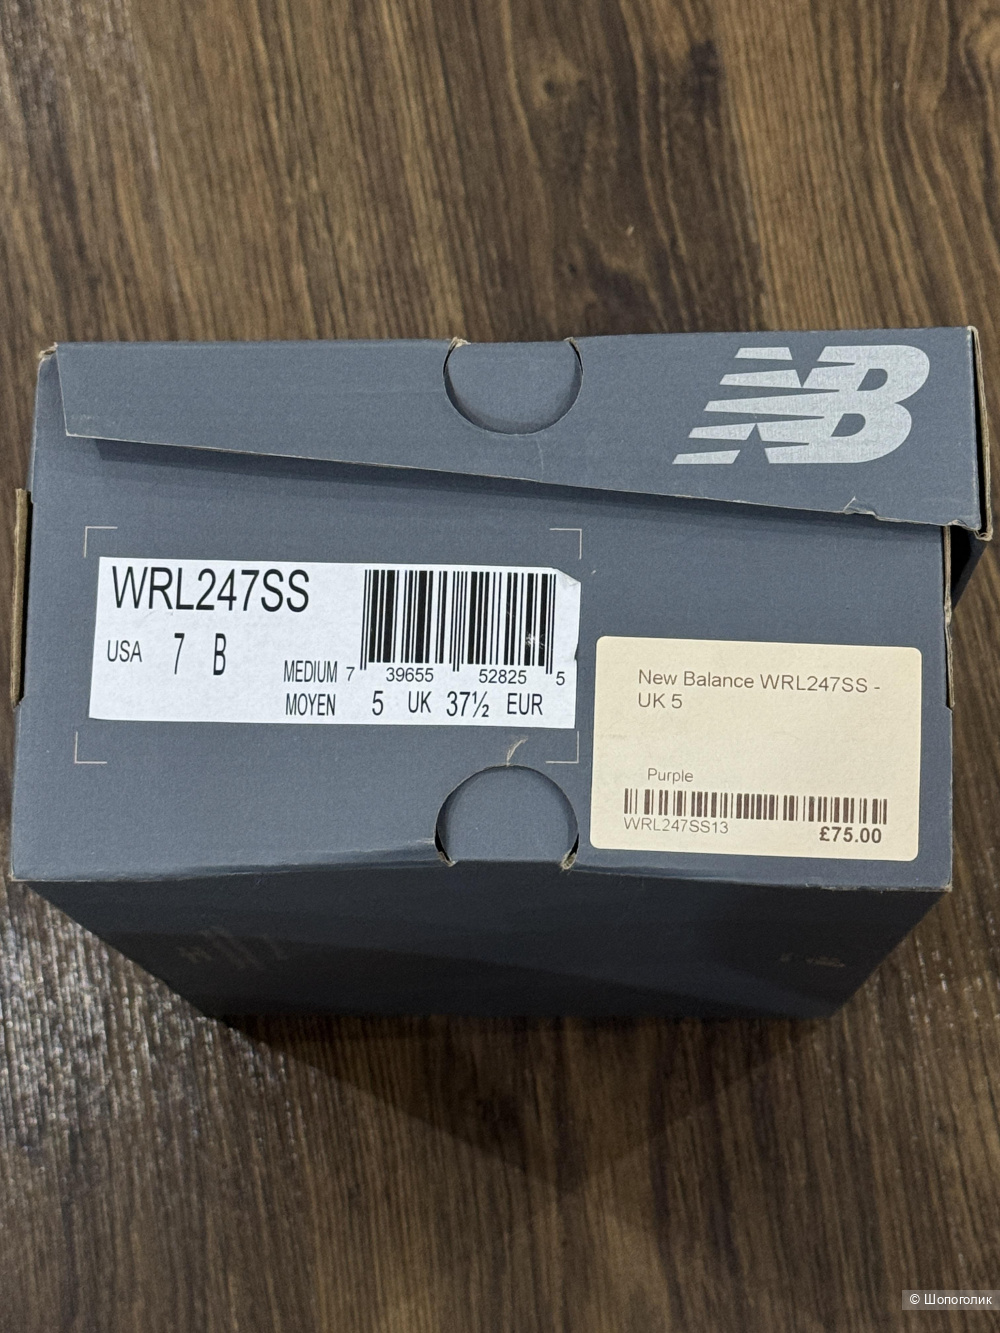 NB
WRL247SS
USA 7 B
MEDIUM 7 39655 52825 5
MOYEN 5 UK 37½ EUR
New Balance WRL247SS -
UK 5
Purple
WRL247SS13
£75.00
© Шопоголик